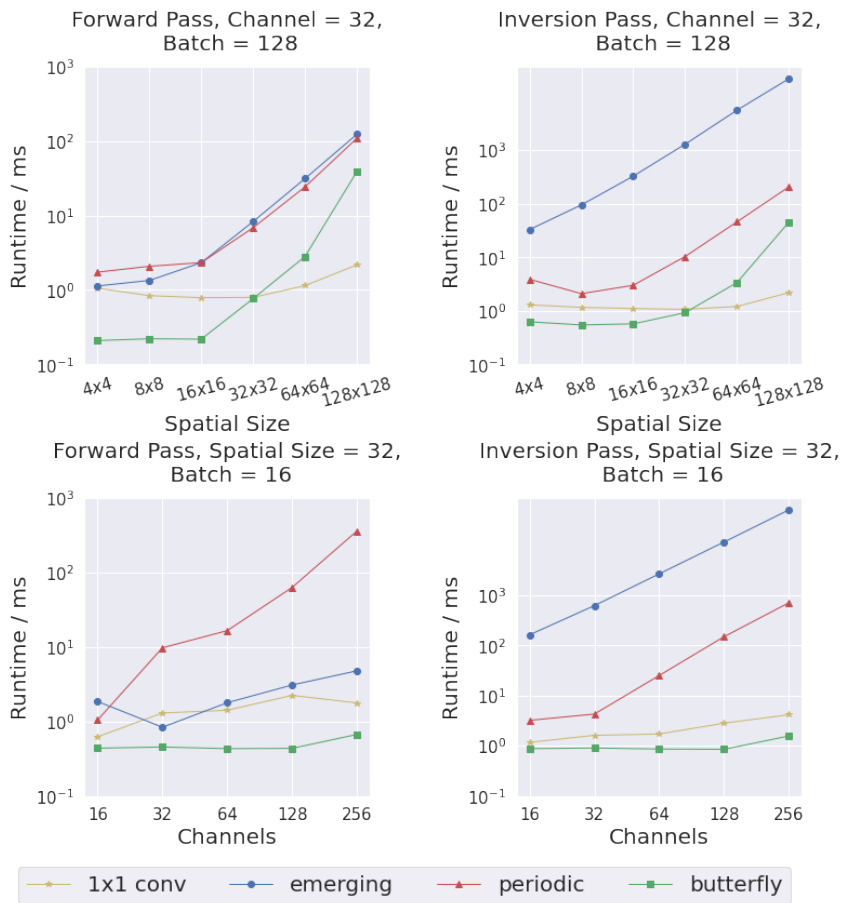 Forward Pass, Channel = 32,
Batch = 128
Inversion Pass, Channel = 32,
Batch = 128
Runtime / ms
10^3
10^2
10^1
10^0
10^-1
4x4 8x8 16x16 32x32 64x64 128x128
Spatial Size
Runtime / ms
10^3
10^2
10^1
10^0
10^-1
4x4 8x8 16x16 32x32 64x64 128x128
Spatial Size
Forward Pass, Spatial Size = 32,
Batch = 16
Inversion Pass, Spatial Size = 32,
Batch = 16
Runtime / ms
10^3
10^2
10^1
10^0
10^-1
16 32 64 128 256
Channels
Runtime / ms
10^3
10^2
10^1
10^0
10^-1
16 32 64 128 256
Channels
1x1 conv emerging periodic butterfly